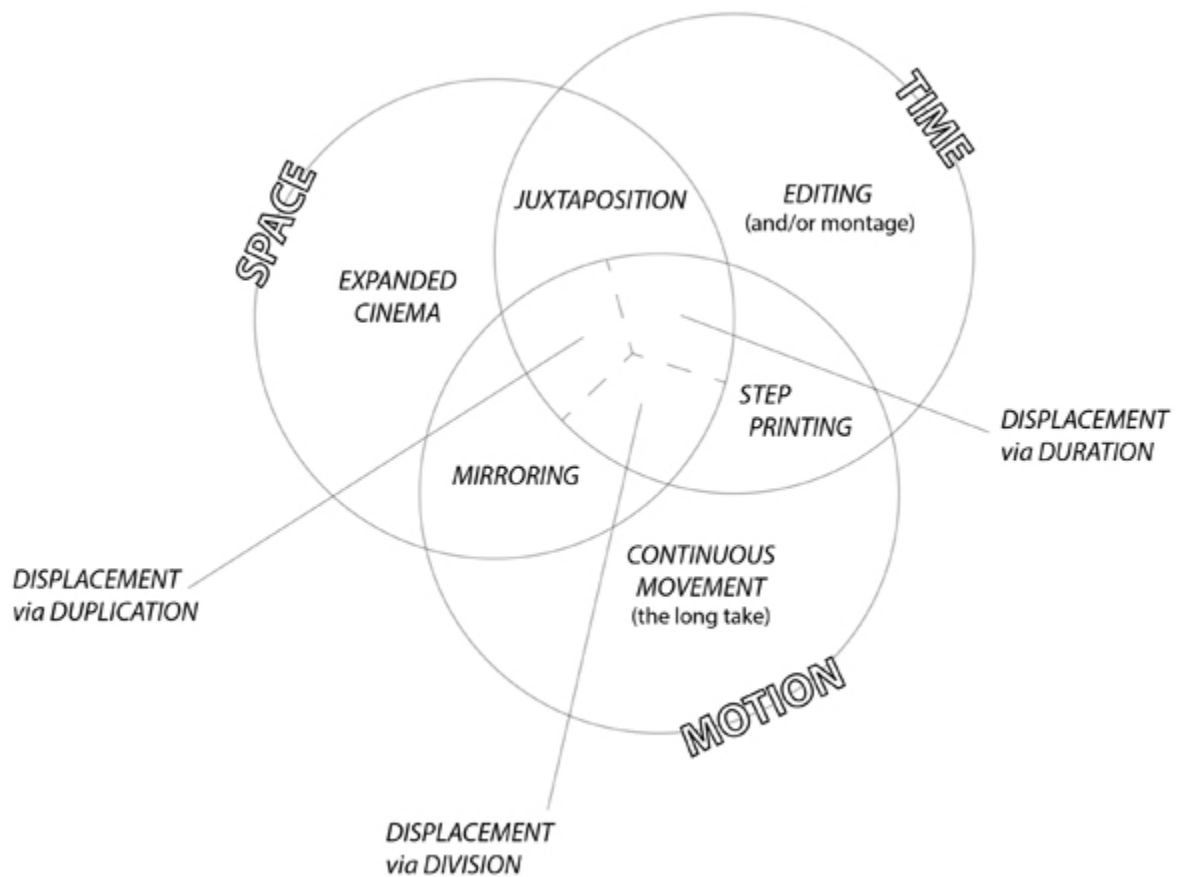 TIME
SPACE
JUXTAPOSITION
EDITING
(and/or montage)
EXPANDED
CINEMA
STEP
PRINTING
DISPLACEMENT
via DURATION
MIRRORING
CONTINUOUS
MOVEMENT
(the long take)
DISPLACEMENT
via DUPLICATION
MOTION
DISPLACEMENT
via DIVISION